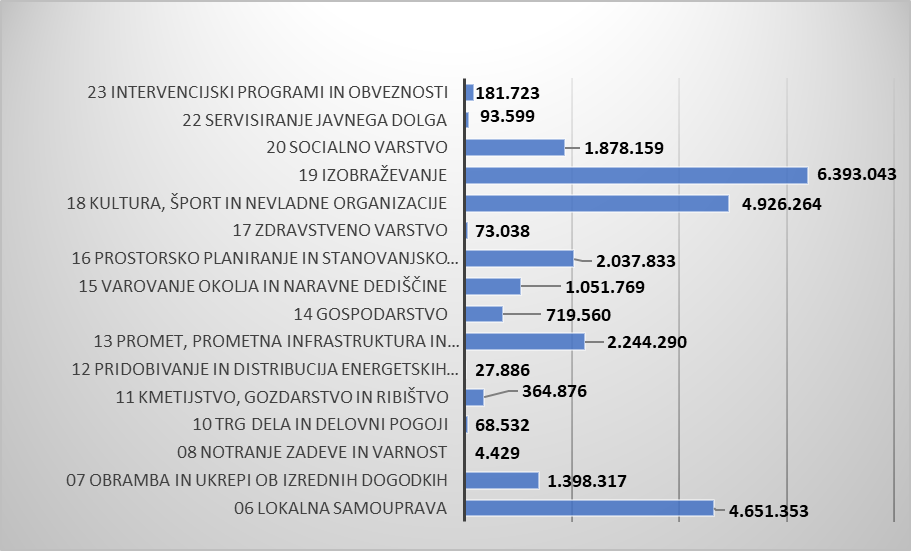 23 INTERVENCIJSKI PROGRAMI IN OBVEZNOSTI 181.723
22 SERVISIRANJE JAVNEGA DOLGA 93.599
20 SOCIALNO VARSTVO 1.878.159
19 IZOBRAŽEVANJE 6.393.043
18 KULTURA, ŠPORT IN NEVLADNE ORGANIZACIJE 4.926.264
17 ZDRAVSTVENO VARSTVO 73.038
16 PROSTORSKO PLANIRANJE IN STANOVANJSKO… 2.037.833
15 VAROVANJE OKOLJA IN NARAVNE DEDIŠČINE 1.051.769
14 GOSPODARSTVO 719.560
13 PROMET, PROMETNA INFRASTRUKTURA IN… 2.244.290
12 PRIDOBIVANJE IN DISTRIBUCIJA ENERGETSKIH… 27.886
11 KMETIJSTVO, GOZDARSTVO IN RIBIŠTVO 364.876
10 TRG DELA IN DELOVNI POGOJI 68.532
08 NOTRANJE ZADEVE IN VARNOST 4.429
07 OBRAMBA IN UKREPI OB IZREDNIH DOGODKIH 1.398.317
06 LOKALNA SAMOUPRAVA 4.651.353